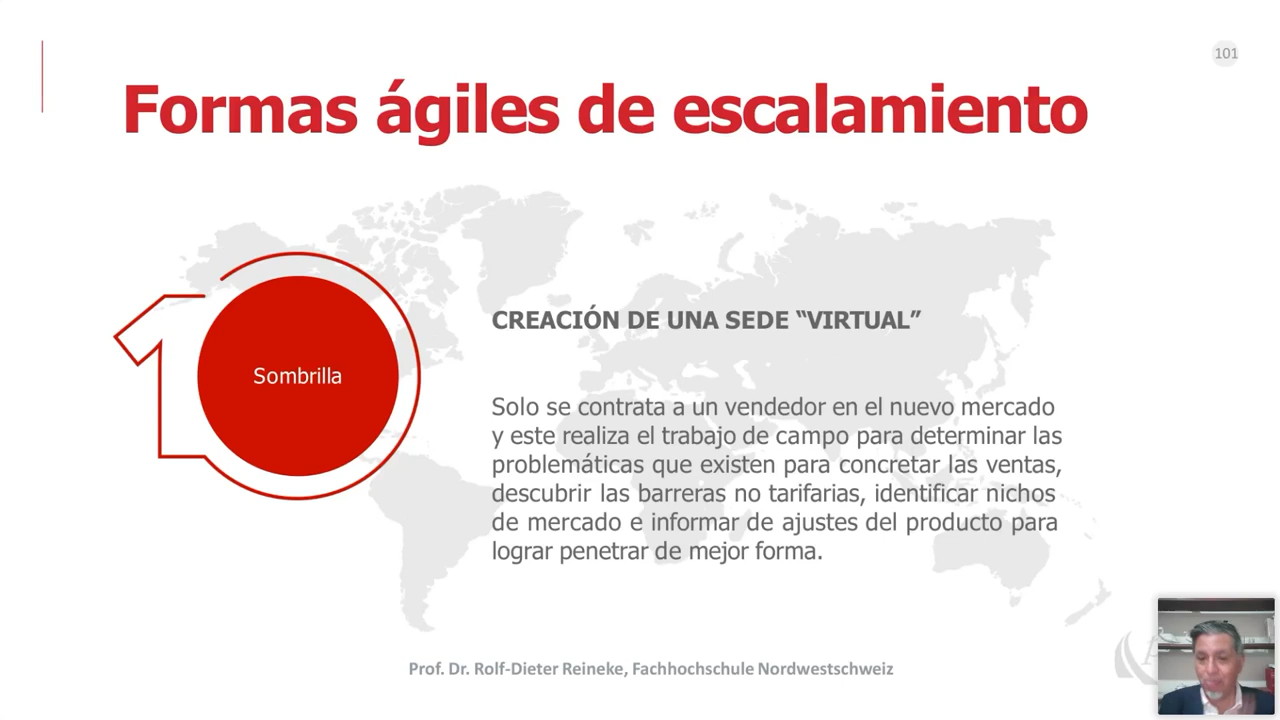 101
Formas ágiles de escalamiento
1
Sombrilla
CREACIÓN DE UNA SEDE “VIRTUAL”
Solo se contrata a un vendedor en el nuevo mercado
y este realiza el trabajo de campo para determinar las
problemáticas que existen para concretar las ventas,
descubrir las barreras no tarifarias, identificar nichos
de mercado e informar de ajustes del producto para
lograr penetrar de mejor forma.
Prof. Dr. Rolf-Dieter Reineke, Fachhochschule Nordwestschweiz